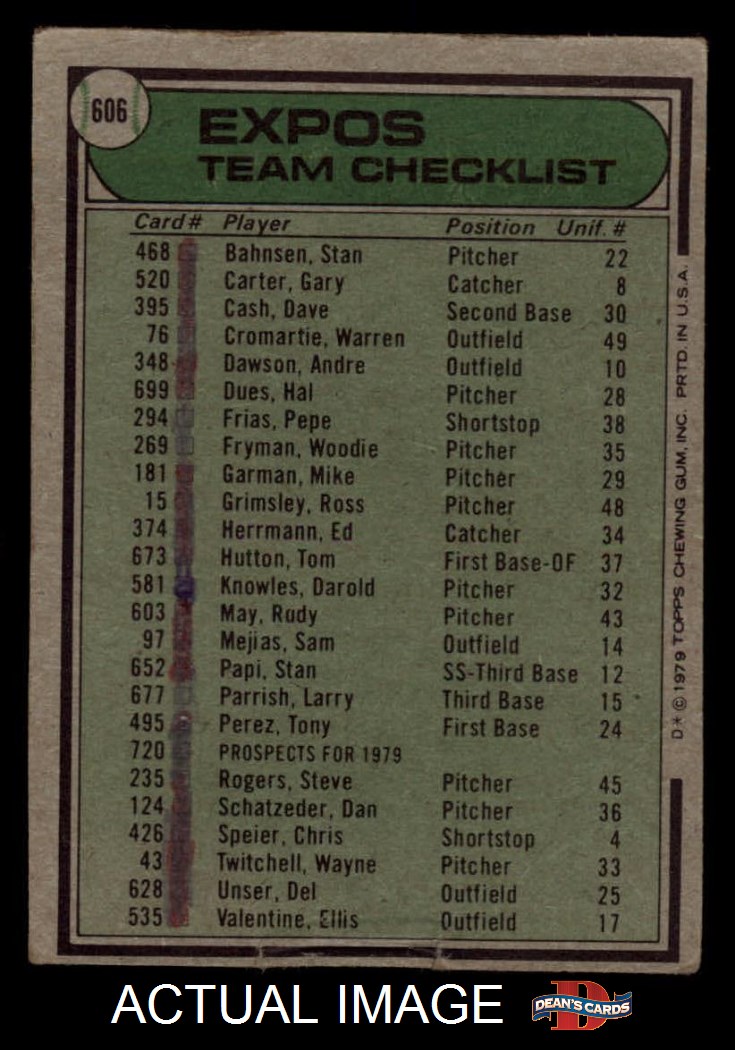 606
EXPOS
TEAM CHECKLIST
Card# Player Position Unif. #
468 Bahnsen, Stan Pitcher 22
520 Carter, Gary Catcher 8
395 Cash, Dave Second Base 30
76 Cromartie, Warren Outfield 49
348 Dawson, Andre Outfield 10
699 Dues, Hal Pitcher 28
294 Frias, Pepe Shortstop 38
269 Fryman, Woodie Pitcher 35
181 Garman, Mike Pitcher 29
15 Grimsley, Ross Pitcher 48
374 Herrmann, Ed Catcher 34
673 Hutton, Tom First Base-OF 37
581 Knowles, Darold Pitcher 32
603 May, Rudy Pitcher 43
97 Mejias, Sam Outfield 14
652 Papi, Stan SS-Third Base 12
677 Parrish, Larry Third Base 15
495 Perez, Tony First Base 24
720 PROSPECTS FOR 1979
235 Rogers, Steve Pitcher 45
124 Schatzeder, Dan Pitcher 36
426 Speier, Chris Shortstop 4
43 Twitchell, Wayne Pitcher 33
628 Unser, Del Outfield 25
535 Valentine, Ellis Outfield 17
D* © 1979 TOPPS CHEWING GUM, INC. PRTD. IN U.S.A.
ACTUAL IMAGE
D
DEAN'S CARDS